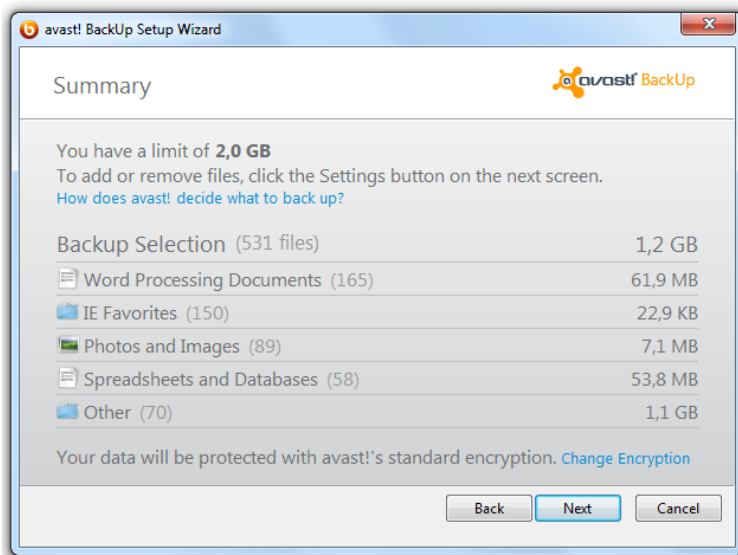 avast! BackUp Setup Wizard
Summary
avast! BackUp
You have a limit of 2,0 GB
To add or remove files, click the Settings button on the next screen.
How does avast! decide what to back up?
Backup Selection (531 files) 1,2 GB
Word Processing Documents (165) 61,9 MB
IE Favorites (150) 22,9 KB
Photos and Images (89) 7,1 MB
Spreadsheets and Databases (58) 53,8 MB
Other (70) 1,1 GB
Your data will be protected with avast!'s standard encryption. Change Encryption
Back Next Cancel